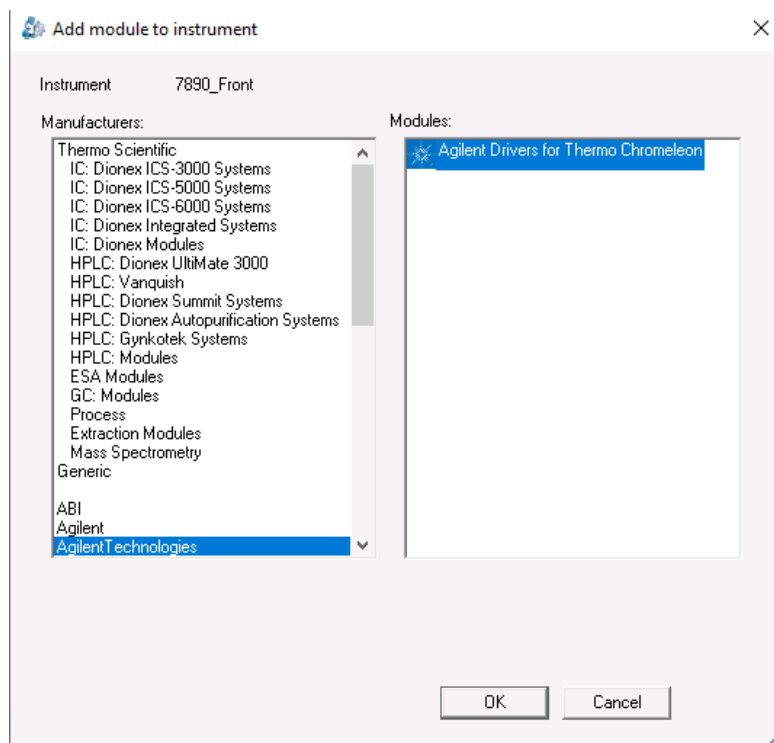 Add module to instrument
Instrument 7890_Front
Manufacturers:
Thermo Scientific
IC: Dionex ICS-3000 Systems
IC: Dionex ICS-5000 Systems
IC: Dionex ICS-6000 Systems
IC: Dionex Integrated Systems
IC: Dionex Modules
HPLC: Dionex UltiMate 3000
HPLC: Vanquish
HPLC: Dionex Summit Systems
HPLC: Dionex Autopurification Systems
HPLC: Gynkotek Systems
HPLC: Modules
ESA Modules
GC: Modules
Process
Extraction Modules
Mass Spectrometry
Generic
ABI
Agilent
AgilentTechnologies
Modules:
Agilent Drivers for Thermo Chromeleon
OK Cancel